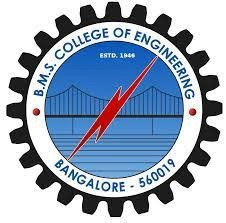 B.M.S. COLLEGE OF ENGINEERING
ESTD. 1946
BANGALORE - 560019